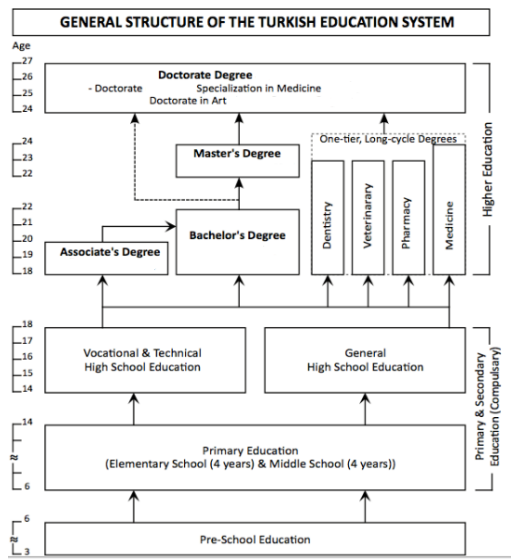 GENERAL STRUCTURE OF THE TURKISH EDUCATION SYSTEM
Age
27
26
25
24
Doctorate Degree
- Doctorate Specialization in Medicine
Doctorate in Art
24
23
22
Master's Degree
One-tier, Long-cycle Degrees
Higher Education
22
21
20
19
18
Associate's Degree
Bachelor's Degree
Dentistry
Veterinarary
Pharmacy
Medicine
18
17
16
15
14
Vocational & Technical
High School Education
General
High School Education
Primary & Secondary
Education (Compulsary)
14
≈
6
Primary Education
(Elementary School (4 years) & Middle School (4 years))
6
≈
3
Pre-School Education